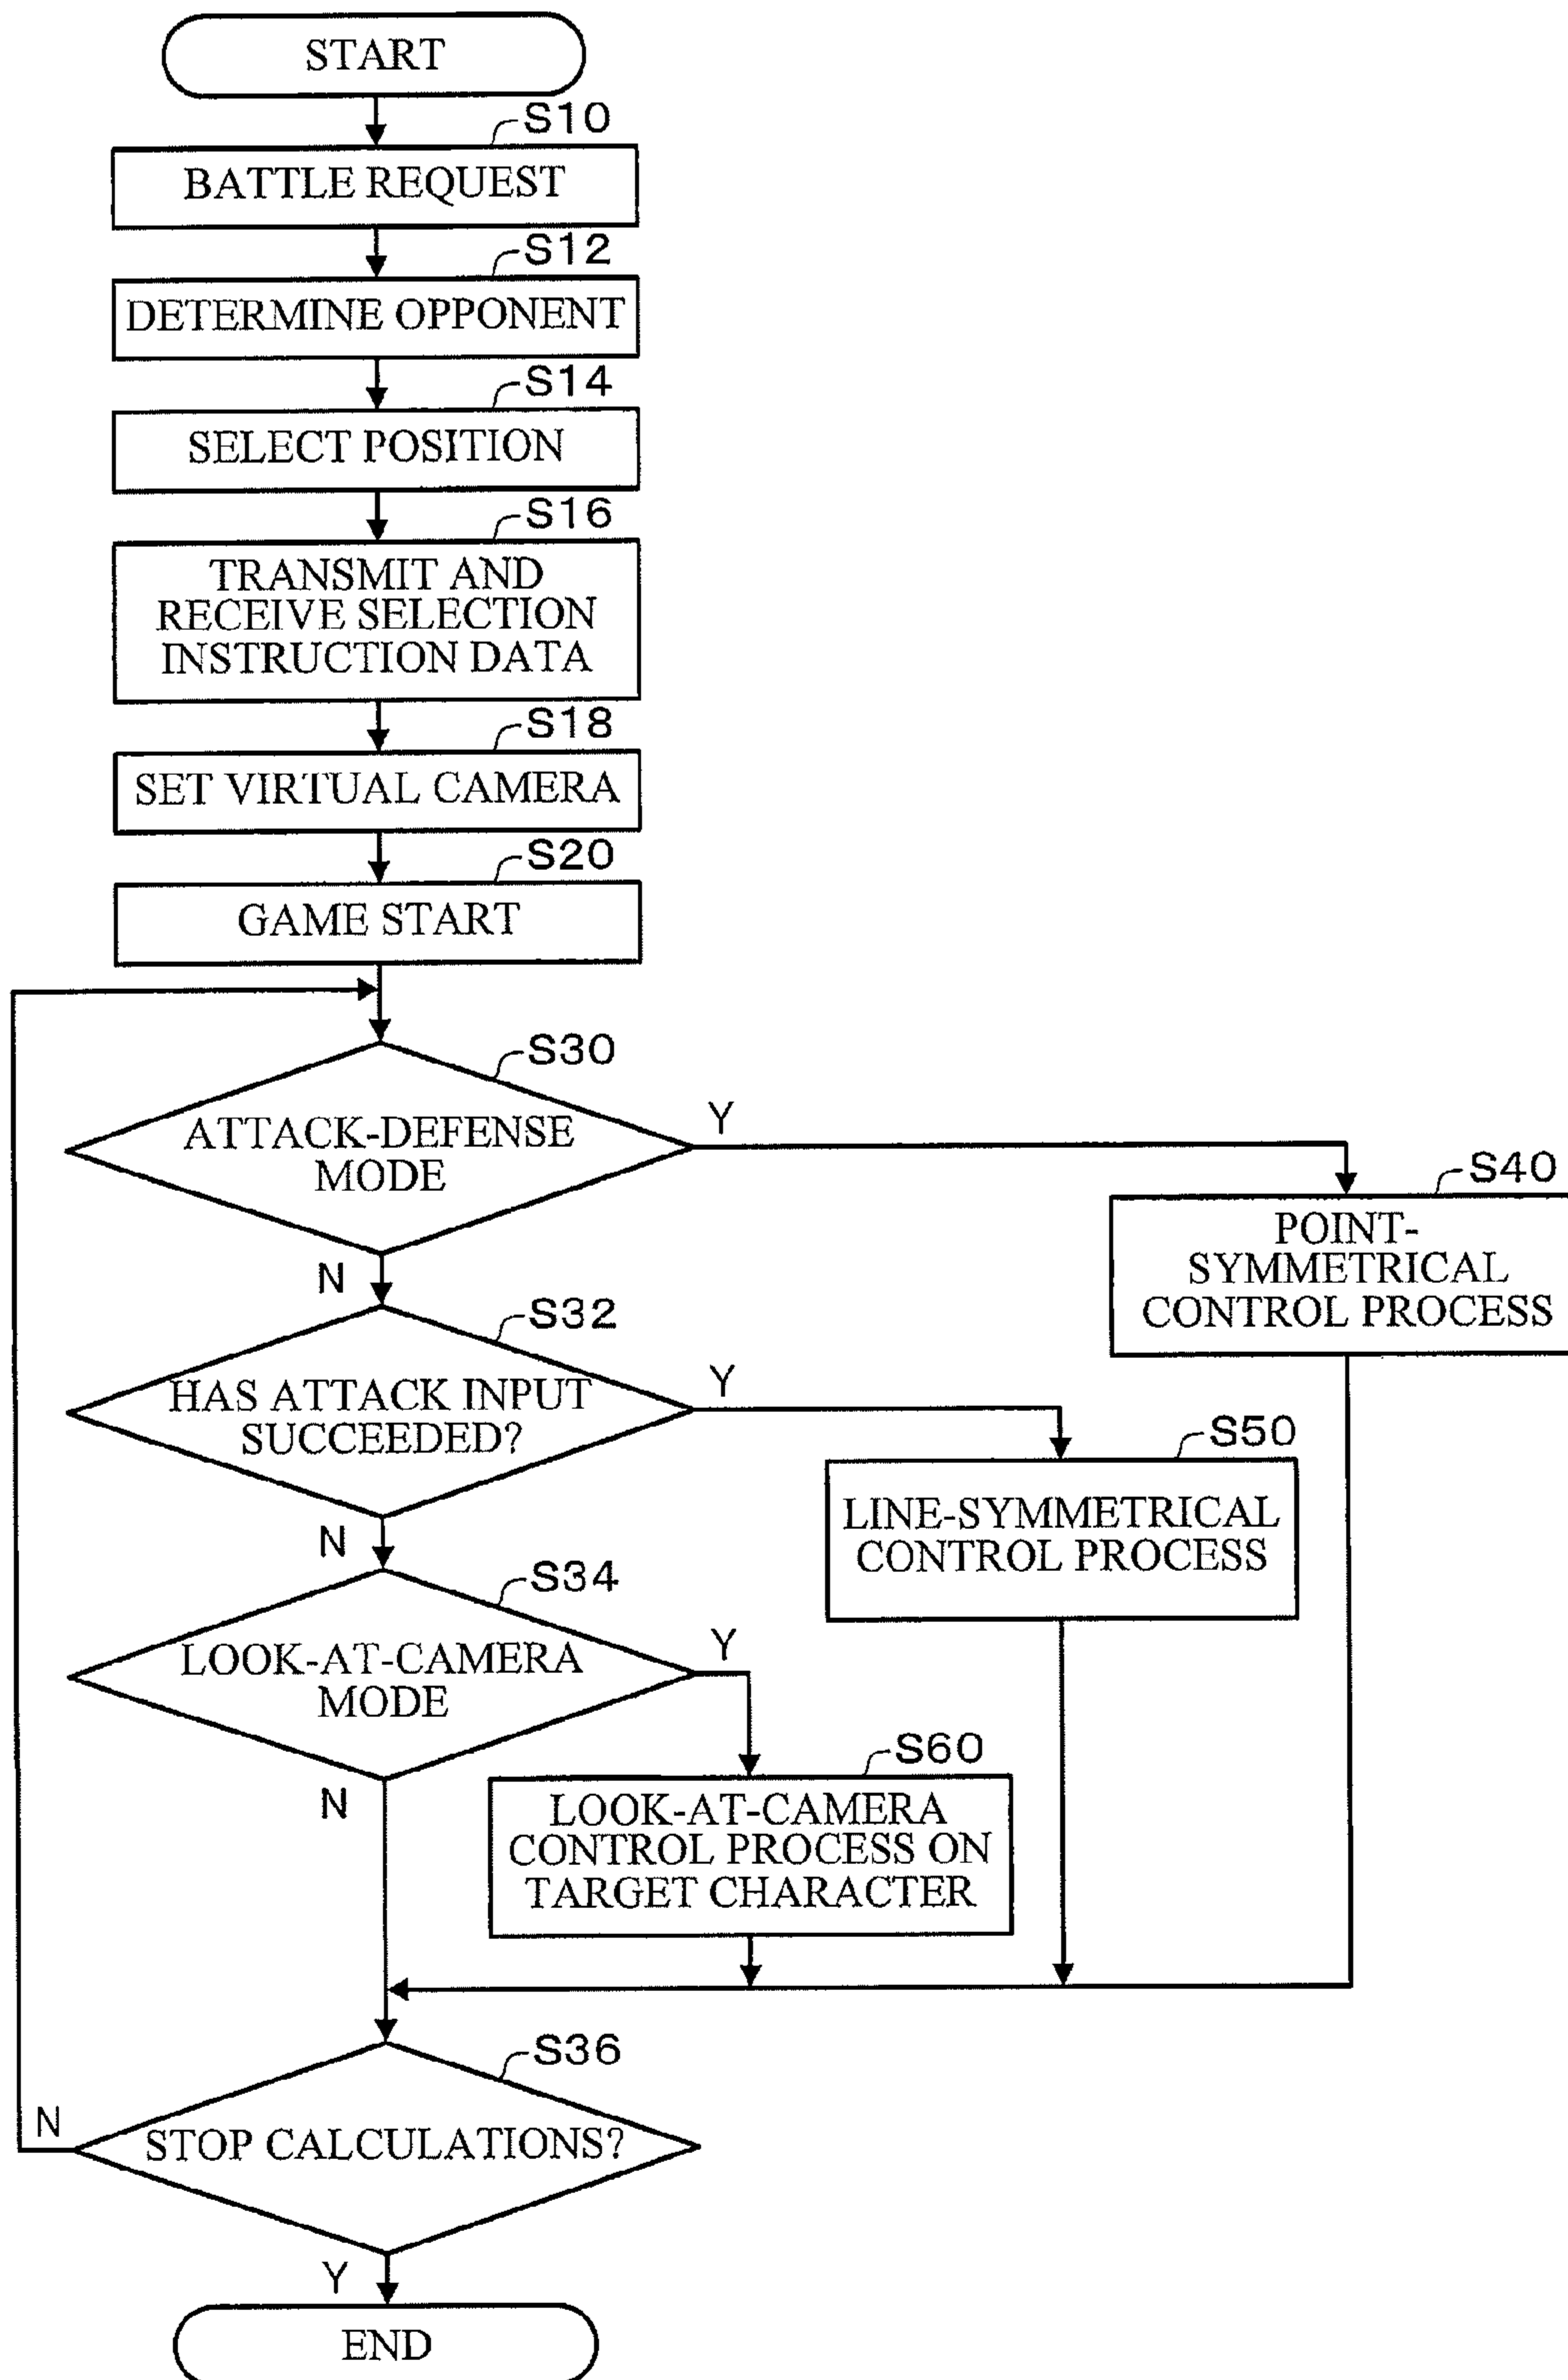 START
S10
BATTLE REQUEST
S12
DETERMINE OPPONENT
S14
SELECT POSITION
S16
TRANSMIT AND
RECEIVE SELECTION
INSTRUCTION DATA
S18
SET VIRTUAL CAMERA
S20
GAME START
S30
ATTACK-DEFENSE
MODE
Y
N
S40
POINT-
SYMMETRICAL
CONTROL PROCESS
S32
HAS ATTACK INPUT
SUCCEEDED?
Y
N
S50
LINE-SYMMETRICAL
CONTROL PROCESS
S34
LOOK-AT-CAMERA
MODE
Y
N
S60
LOOK-AT-CAMERA
CONTROL PROCESS ON
TARGET CHARACTER
S36
STOP CALCULATIONS?
N
Y
END